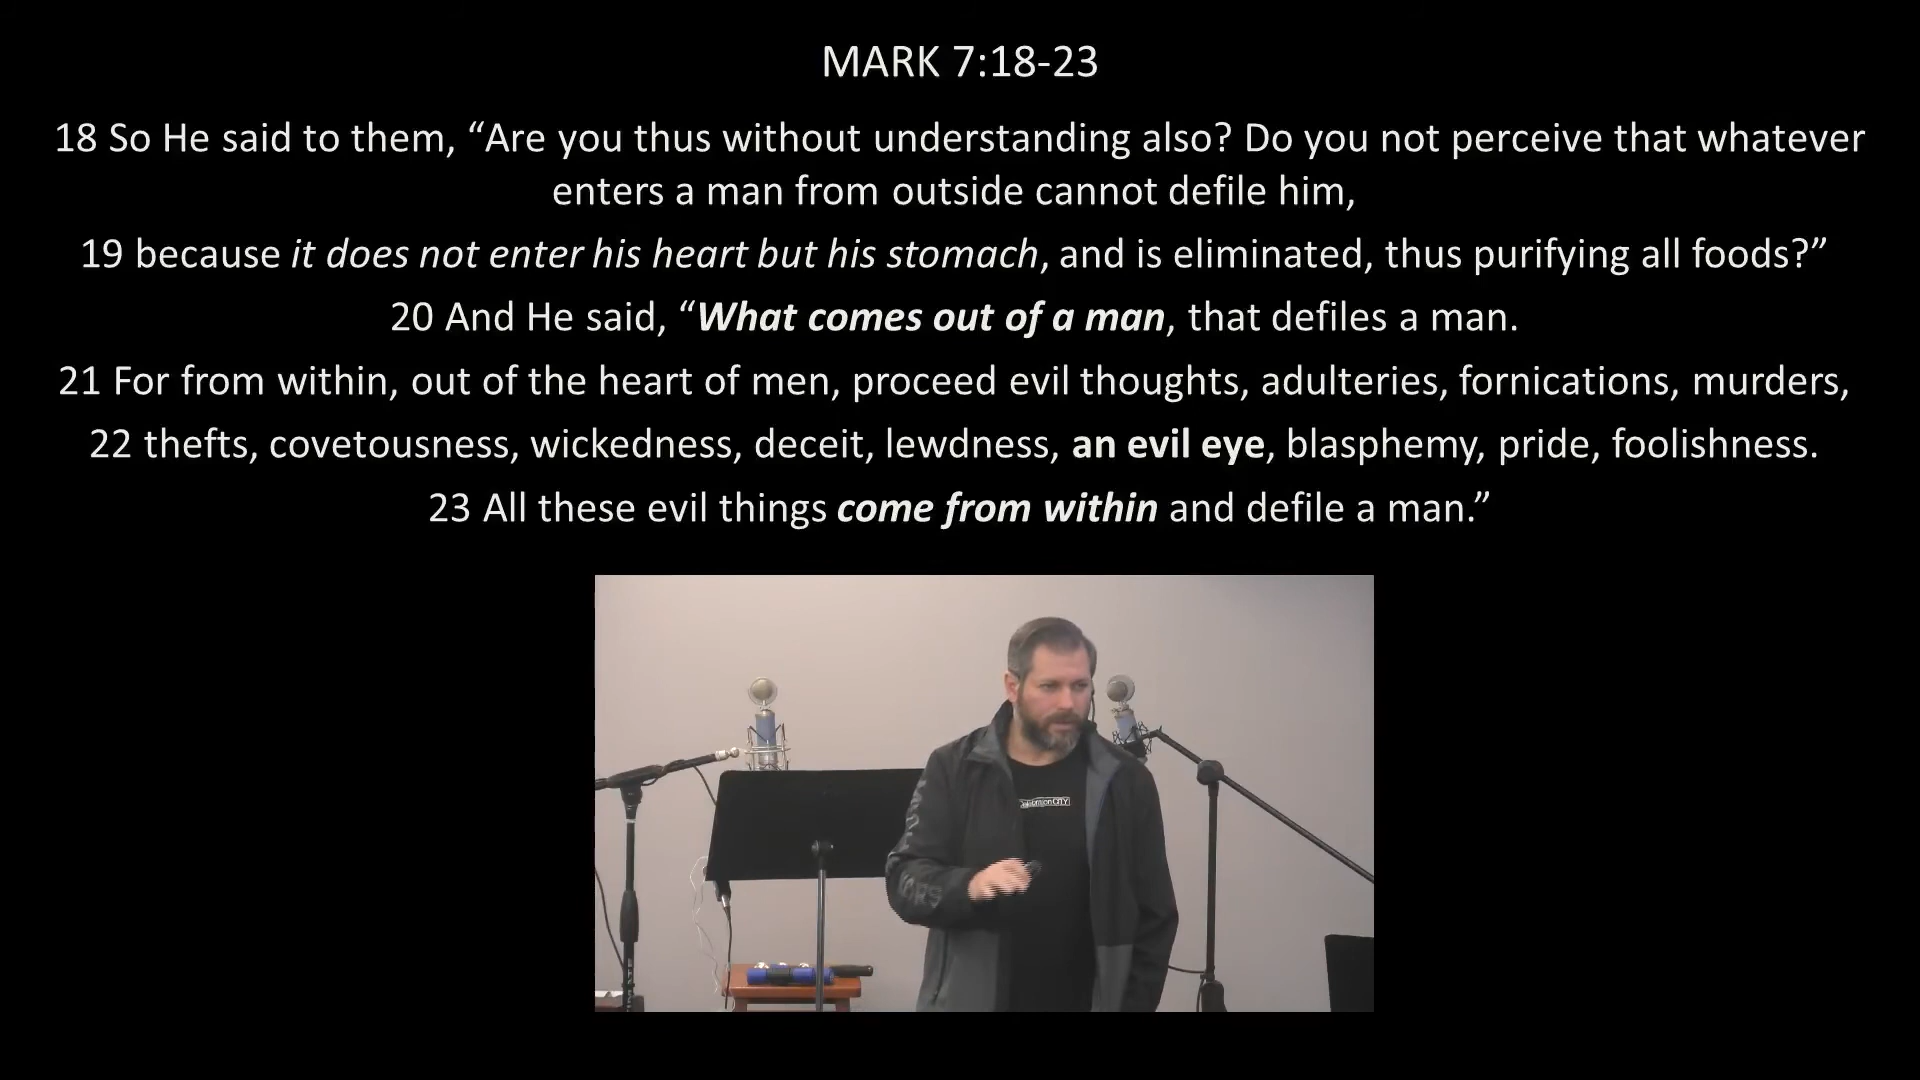 MARK 7:18-23
18 So He said to them, “Are you thus without understanding also? Do you not perceive that whatever
enters a man from outside cannot defile him,
19 because it does not enter his heart but his stomach, and is eliminated, thus purifying all foods?”
20 And He said, “What comes out of a man, that defiles a man.
21 For from within, out of the heart of men, proceed evil thoughts, adulteries, fornications, murders,
22 thefts, covetousness, wickedness, deceit, lewdness, an evil eye, blasphemy, pride, foolishness.
23 All these evil things come from within and defile a man.”
CITY